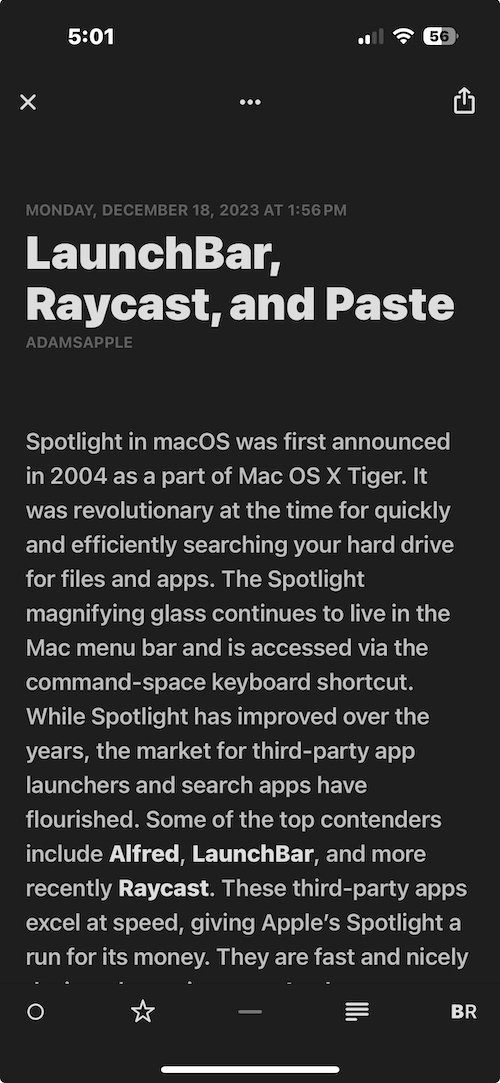 5:01
56
MONDAY, DECEMBER 18, 2023 AT 1:56 PM
LaunchBar,
Raycast, and Paste
ADAMSAPPLE
Spotlight in macOS was first announced
in 2004 as a part of Mac OS X Tiger. It
was revolutionary at the time for quickly
and efficiently searching your hard drive
for files and apps. The Spotlight
magnifying glass continues to live in the
Mac menu bar and is accessed via the
command-space keyboard shortcut.
While Spotlight has improved over the
years, the market for third-party app
launchers and search apps have
flourished. Some of the top contenders
include Alfred, LaunchBar, and more
recently Raycast. These third-party apps
excel at speed, giving Apple’s Spotlight a
run for its money. They are fast and nicely
BR